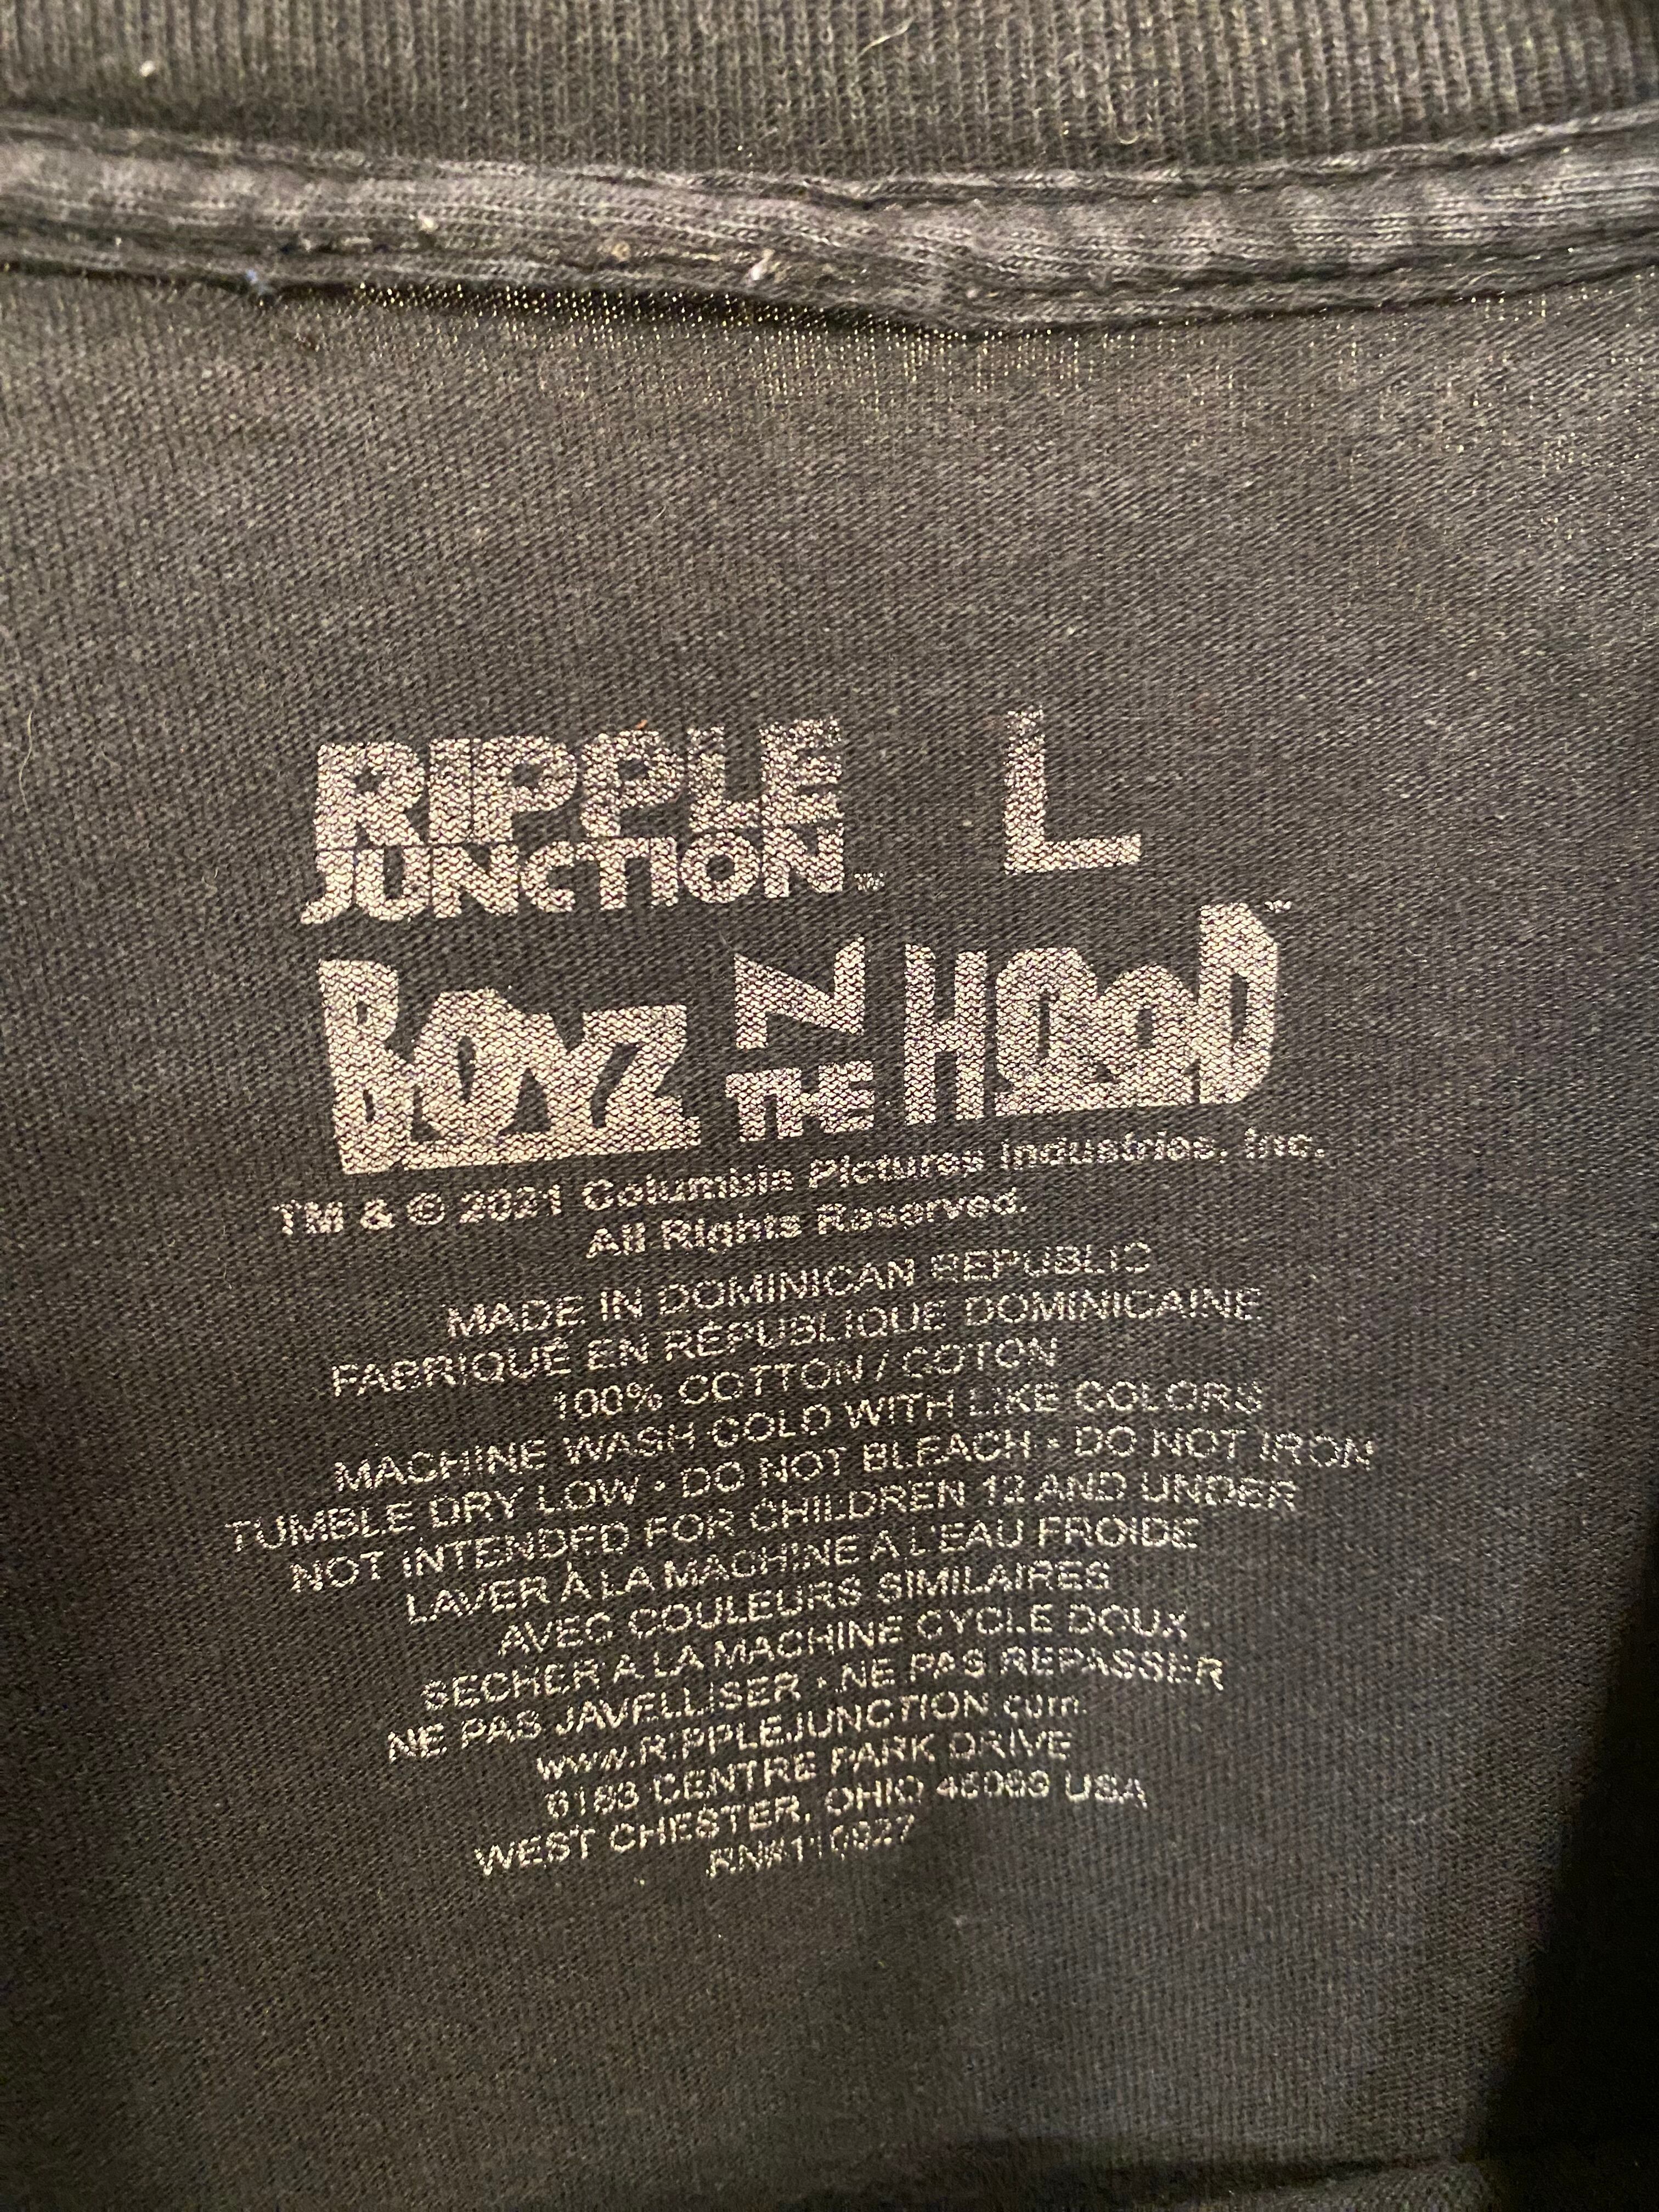 RIPPLE L
JUNCTION™
BOYZ N THE HOOD™
TM & © 2021 Columbia Pictures Industries, Inc.
All Rights Reserved.
MADE IN DOMINICAN REPUBLIC
FABRIQUÉ EN RÉPUBLIQUE DOMINICAINE
100% COTTON / COTON
MACHINE WASH COLD WITH LIKE COLORS
TUMBLE DRY LOW • DO NOT BLEACH • DO NOT IRON
NOT INTENDED FOR CHILDREN 12 AND UNDER
LAVER À LA MACHINE A L'EAU FROIDE
AVEC COULEURS SIMILAIRES
SECHER A LA MACHINE CYCLE DOUX
NE PAS JAVELLISER • NE PAS REPASSER
www.RIPPLEJUNCTION.com
CENTRE PARK DRIVE
WEST CHESTER, OHIO 45069 USA